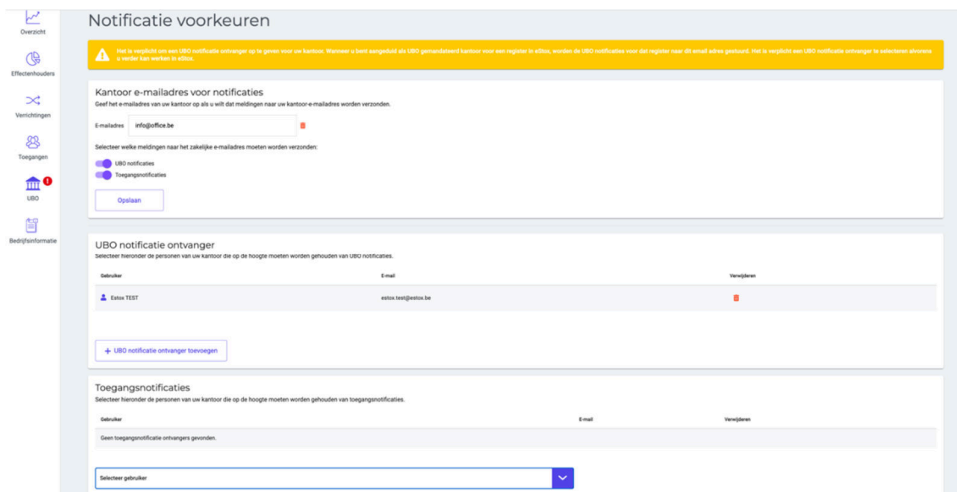 Overzicht
Effectenhouders
Verrichtingen
Toegangen
1
UBO
Bedrijfsinformatie
Notificatie voorkeuren
Het is verplicht om een UBO notificatie ontvanger op te geven voor uw kantoor. Wanneer u bent aangeduid als UBO gemandateerd kantoor voor een register in eStox, worden de UBO notificaties voor dat register naar dit email adres gestuurd. Het is verplicht een UBO notificatie ontvanger te selecteren alvorens
u verder kan werken in eStox.
Kantoor e-mailadres voor notificaties
Geef het e-mailadres van uw kantoor op als u wilt dat meldingen naar uw kantoor-e-mailadres worden verzonden.
E-mailadres info@office.be
Selecteer welke meldingen naar het zakelijke e-mailadres moeten worden verzonden:
UBO notificaties
Toegangsnotificaties
Opslaan
UBO notificatie ontvanger
Selecteer hieronder de personen van uw kantoor die op de hoogte moeten worden gehouden van UBO notificaties.
Gebruiker E-mail Verwijderen
Estox TEST estox.test@estox.be
+ UBO notificatie ontvanger toevoegen
Toegangsnotificaties
Selecteer hieronder de personen van uw kantoor die op de hoogte moeten worden gehouden van toegangsnotificaties.
Gebruiker E-mail Verwijderen
Geen toegangsnotificatie ontvangers gevonden.
Selecteer gebruiker